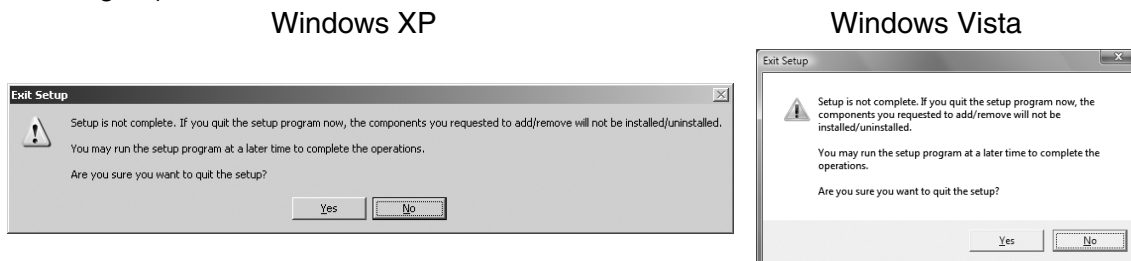 Windows XP
Exit Setup
Setup is not complete. If you quit the setup program now, the components you requested to add/remove will not be installed/uninstalled.
You may run the setup program at a later time to complete the operations.
Are you sure you want to quit the setup?
Yes No
Windows Vista
Exit Setup
Setup is not complete. If you quit the setup program now, the
components you requested to add/remove will not be
installed/uninstalled.
You may run the setup program at a later time to complete the
operations.
Are you sure you want to quit the setup?
Yes No